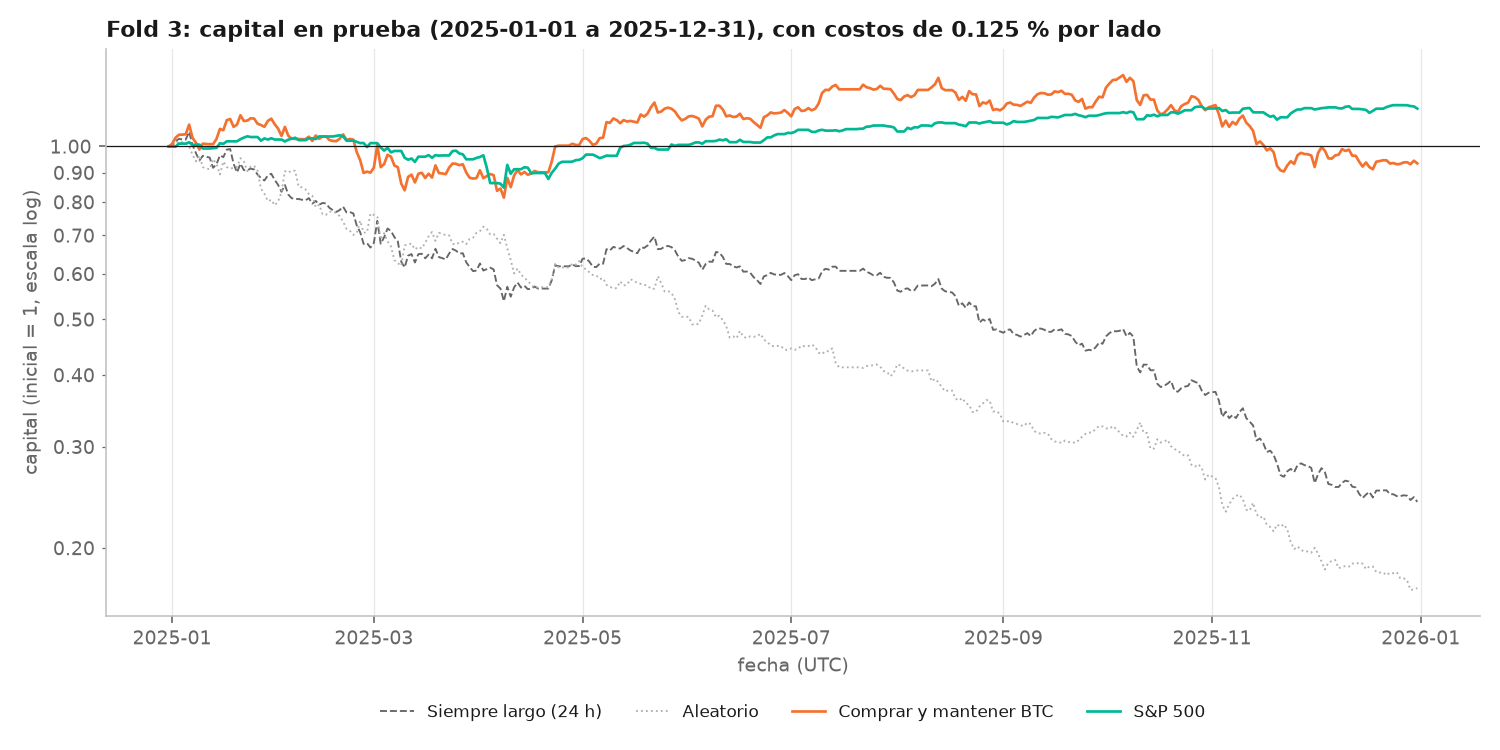 Fold 3: capital en prueba (2025-01-01 a 2025-12-31), con costos de 0.125 % por lado
capital (inicial = 1, escala log)
1.00
0.90
0.80
0.70
0.60
0.50
0.40
0.30
0.20
2025-01 2025-03 2025-05 2025-07 2025-09 2025-11 2026-01
fecha (UTC)
Siempre largo (24 h) Aleatorio Comprar y mantener BTC S&P 500